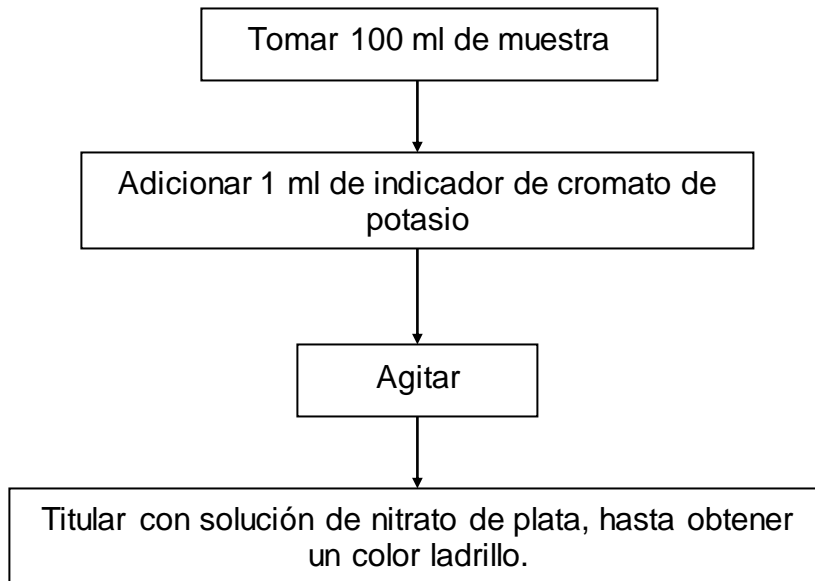 Tomar 100 ml de muestra
Adicionar 1 ml de indicador de cromato de
potasio
Agitar
Titular con solución de nitrato de plata, hasta obtener
un color ladrillo.